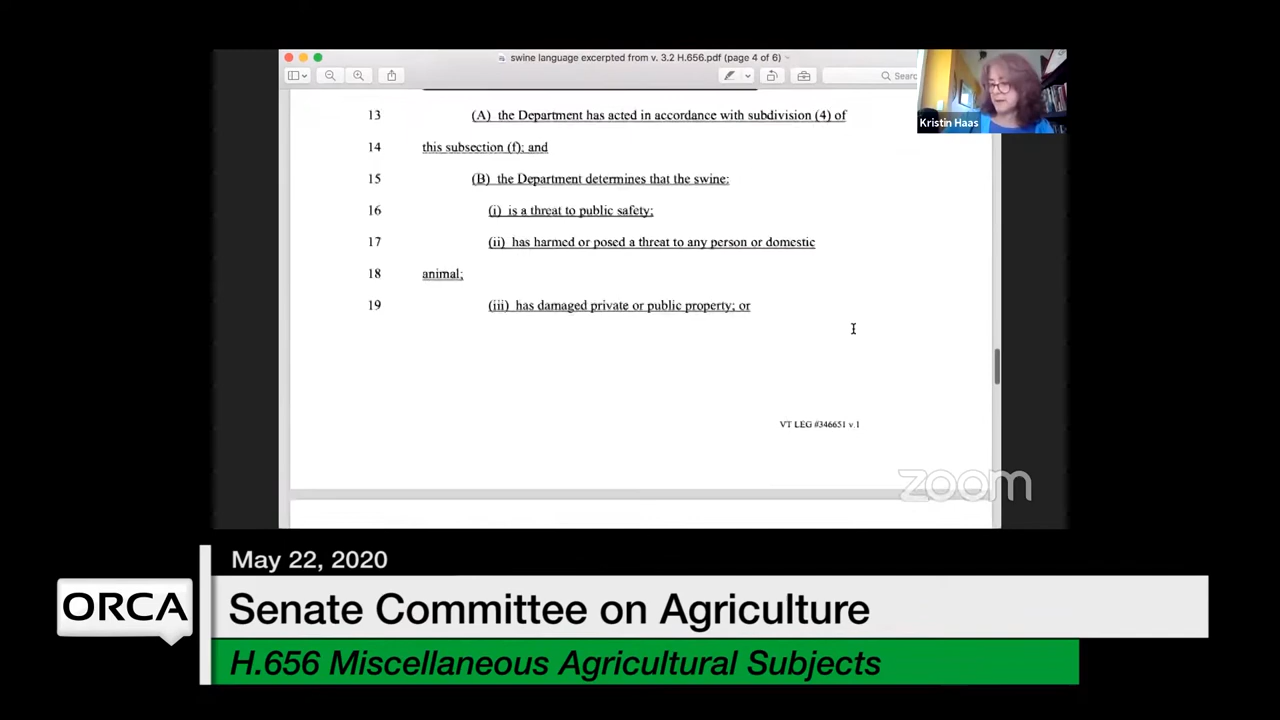 swine language excerpted from v. 3.2 H.656.pdf (page 4 of 6)
Searc
Kristin Haas
13 (A) the Department has acted in accordance with subdivision (4) of
14 this subsection (f); and
15 (B) the Department determines that the swine:
16 (i) is a threat to public safety;
17 (ii) has harmed or posed a threat to any person or domestic
18 animal;
19 (iii) has damaged private or public property; or
VT LEG #346651 v.1
zoom
May 22, 2020
ORCA
Senate Committee on Agriculture
H.656 Miscellaneous Agricultural Subjects